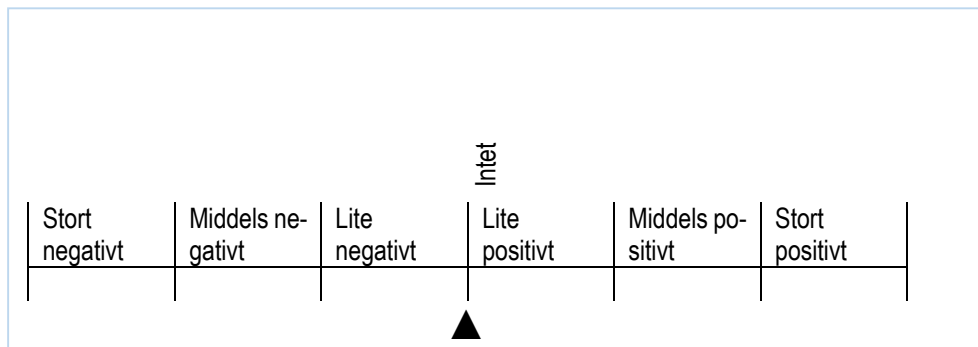 Intet
Stort
negativt
Middels ne-
gativt
Lite
negativt
Lite
positivt
Middels po-
sitivt
Stort
positivt